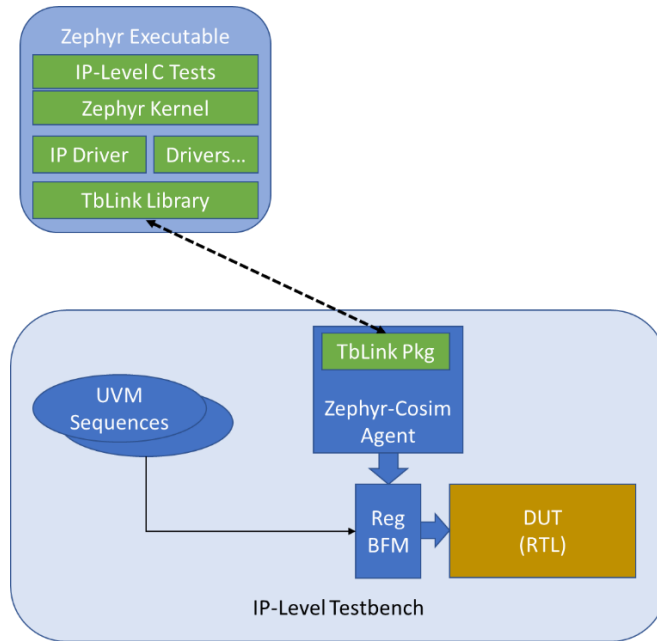 Zephyr Executable
IP-Level C Tests
Zephyr Kernel
IP Driver
Drivers...
TbLink Library
TbLink Pkg
Zephyr-Cosim
Agent
UVM
Sequences
Reg
BFM
DUT
(RTL)
IP-Level Testbench